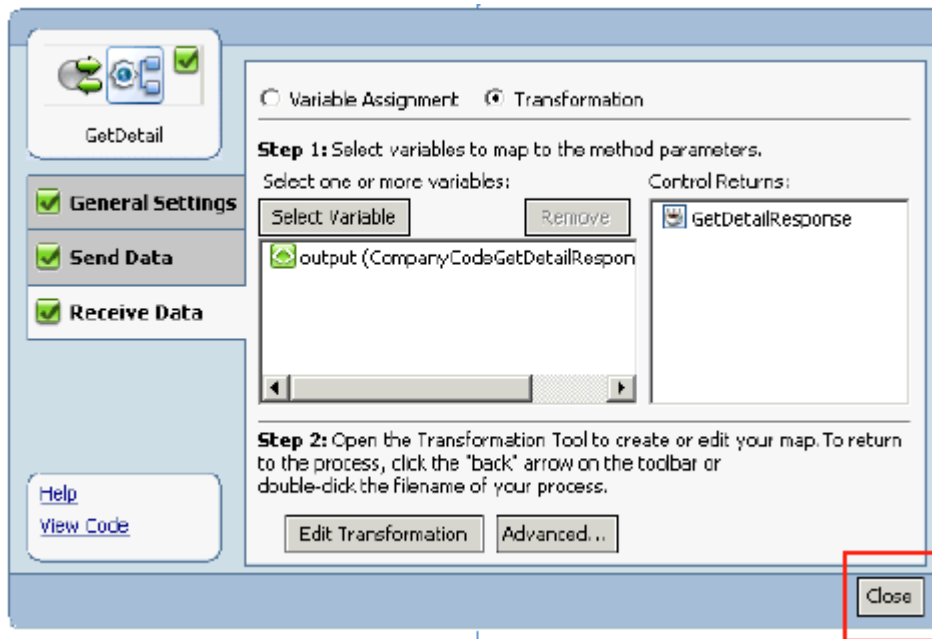 GetDetail
General Settings
Send Data
Receive Data
Help
View Code
Variable Assignment Transformation
Step 1: Select variables to map to the method parameters.
Select one or more variables:
Control Returns:
Select Variable Remove
output (CompanyCodeGetDetailRespon
GetDetailResponse
Step 2: Open the Transformation Tool to create or edit your map. To return
to the process, click the "back" arrow on the toolbar or
double-click the filename of your process.
Edit Transformation Advanced...
Close